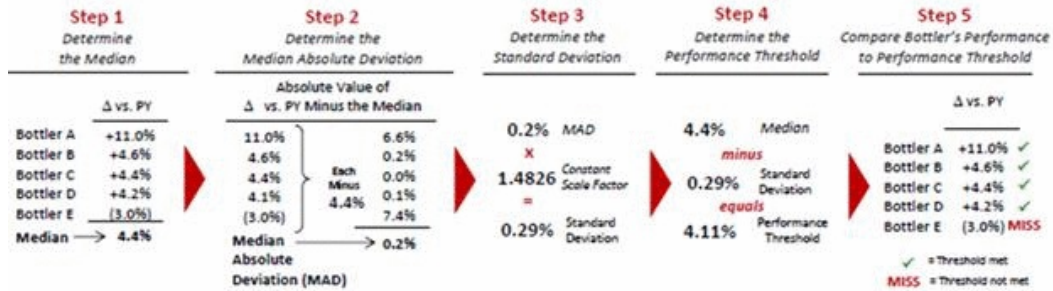 Step 1
Determine
the Median
Δ vs. PY
Bottler A +11.0%
Bottler B +4.6%
Bottler C +4.4%
Bottler D +4.2%
Bottler E (3.0%)
Median 4.4%
Step 2
Determine the
Median Absolute Deviation
Absolute Value of
Δ vs. PY Minus the Median
11.0% 6.6%
4.6% 0.2%
4.4% 0.0%
4.1% 0.1%
(3.0%) 7.4%
Each
Minus
4.4%
Median 0.2%
Absolute
Deviation (MAD)
Step 3
Determine the
Standard Deviation
0.2% MAD
x
1.4826 Constant
Scale Factor
=
0.29% Standard
Deviation
Step 4
Determine the
Performance Threshold
4.4% Median
minus
0.29% Standard
Deviation
equals
4.11% Performance
Threshold
Step 5
Compare Bottler's Performance
to Performance Threshold
Δ vs. PY
Bottler A +11.0% ✓
Bottler B +4.6% ✓
Bottler C +4.4% ✓
Bottler D +4.2% ✓
Bottler E (3.0%) MISS
✓ = Threshold met
MISS = Threshold not met